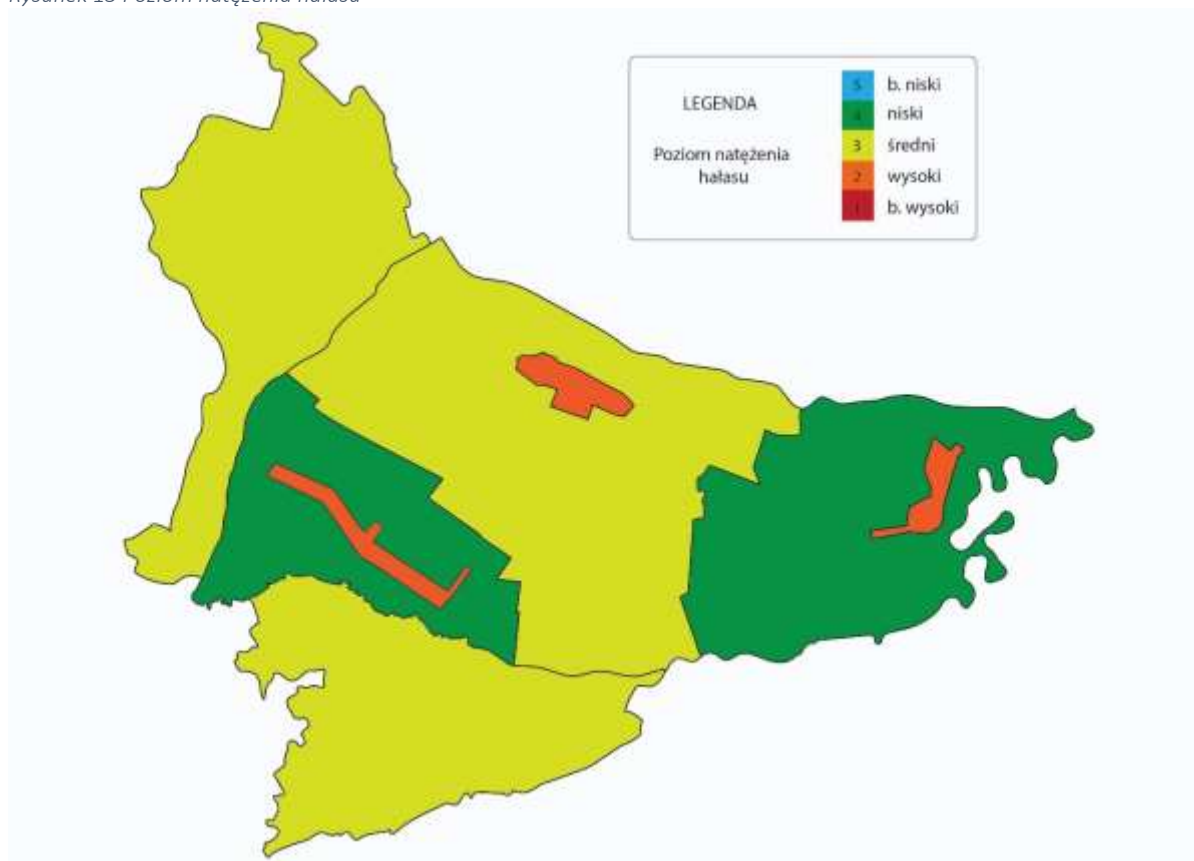 LEGENDA
Poziom natężenia
hałasu
5 b. niski
4 niski
3 średni
2 wysoki
1 b. wysoki